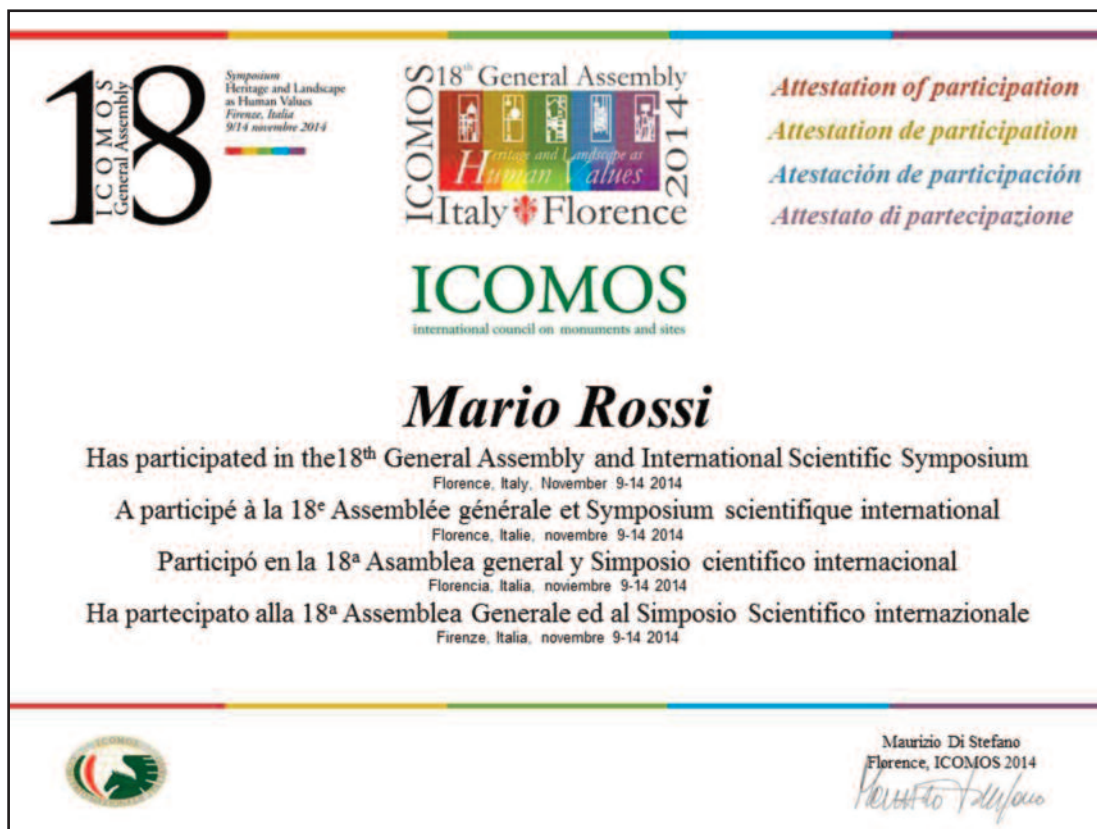 18
ICOMOS
General Assembly
Symposium
Heritage and Landscape
as Human Values
Firenze, Italia
9/14 novembre 2014
ICOMOS
18th General Assembly
Heritage and Landscape as
Human Values
2014
Italy Florence
Attestation of participation
Attestation de participation
Atestación de participación
Attestato di partecipazione
ICOMOS
international council on monuments and sites
Mario Rossi
Has participated in the18th General Assembly and International Scientific Symposium
Florence, Italy, November 9-14 2014
A participé à la 18e Assemblée générale et Symposium scientifique international
Florence, Italie, novembre 9-14 2014
Participó en la 18a Asamblea general y Simposio cientifico internacional
Florencia, Italia, noviembre 9-14 2014
Ha partecipato alla 18a Assemblea Generale ed al Simposio Scientifico internazionale
Firenze, Italia, novembre 9-14 2014
ICOMOS
Maurizio Di Stefano
Florence, ICOMOS 2014